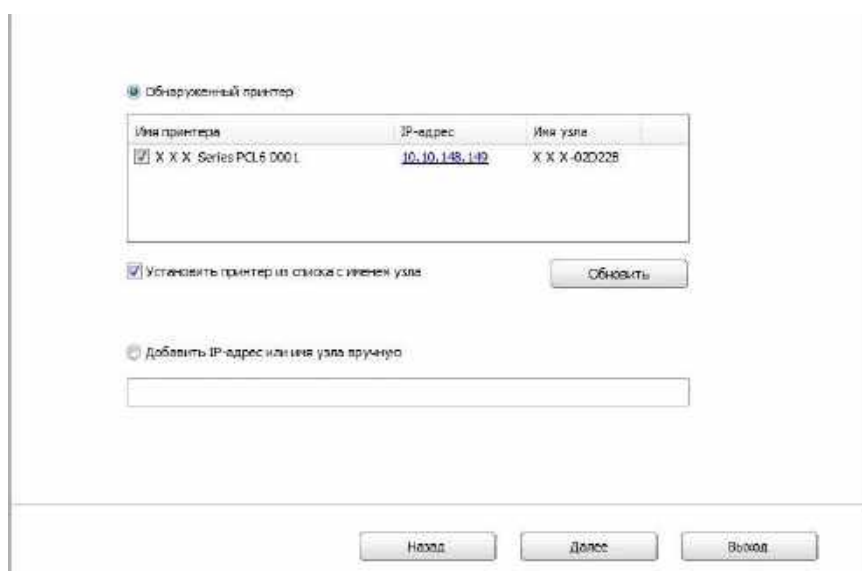 Обнаруженный принтер
Имя принтера IP-адрес Имя узла
X X X Series PCL6 0001 10.10.148.149 X X X-02D22B
Установить принтер из списка с именем узла Обновить
Добавить IP-адрес или имя узла вручную
Назад Далее Выход